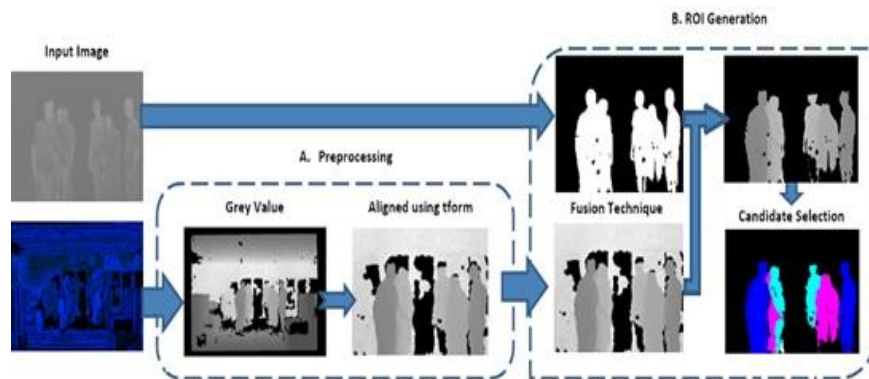 B. ROI Generation
Input Image
A. Preprocessing
Grey Value
Aligned using tform
Fusion Technique
Candidate Selection